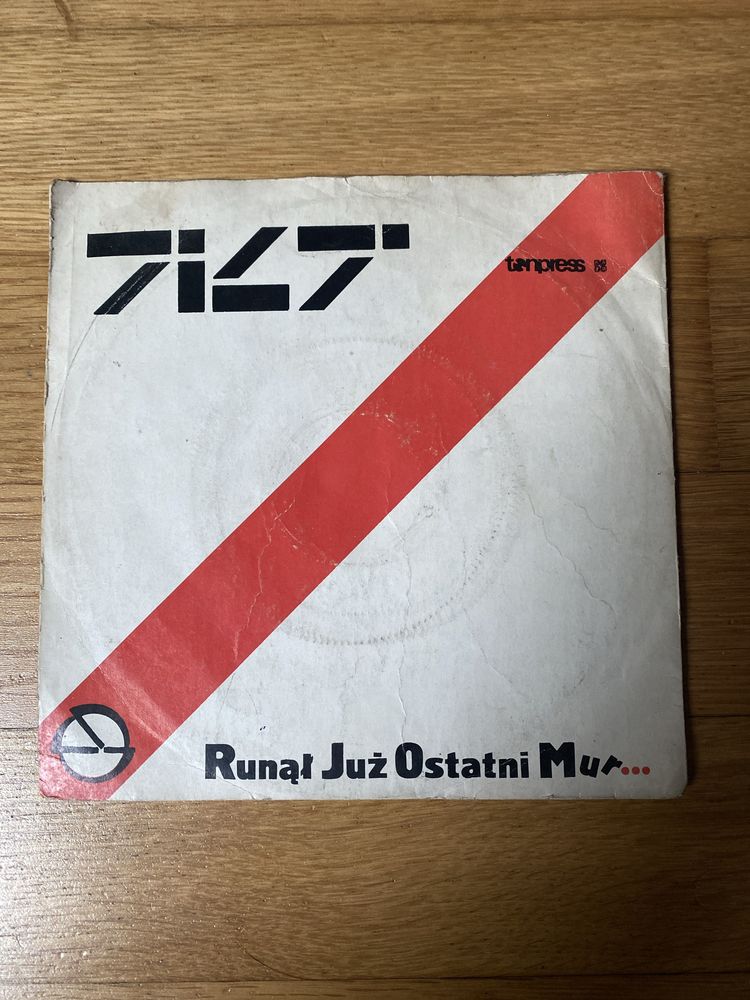 TILT
tonpress
Runął Już Ostatni Mur...